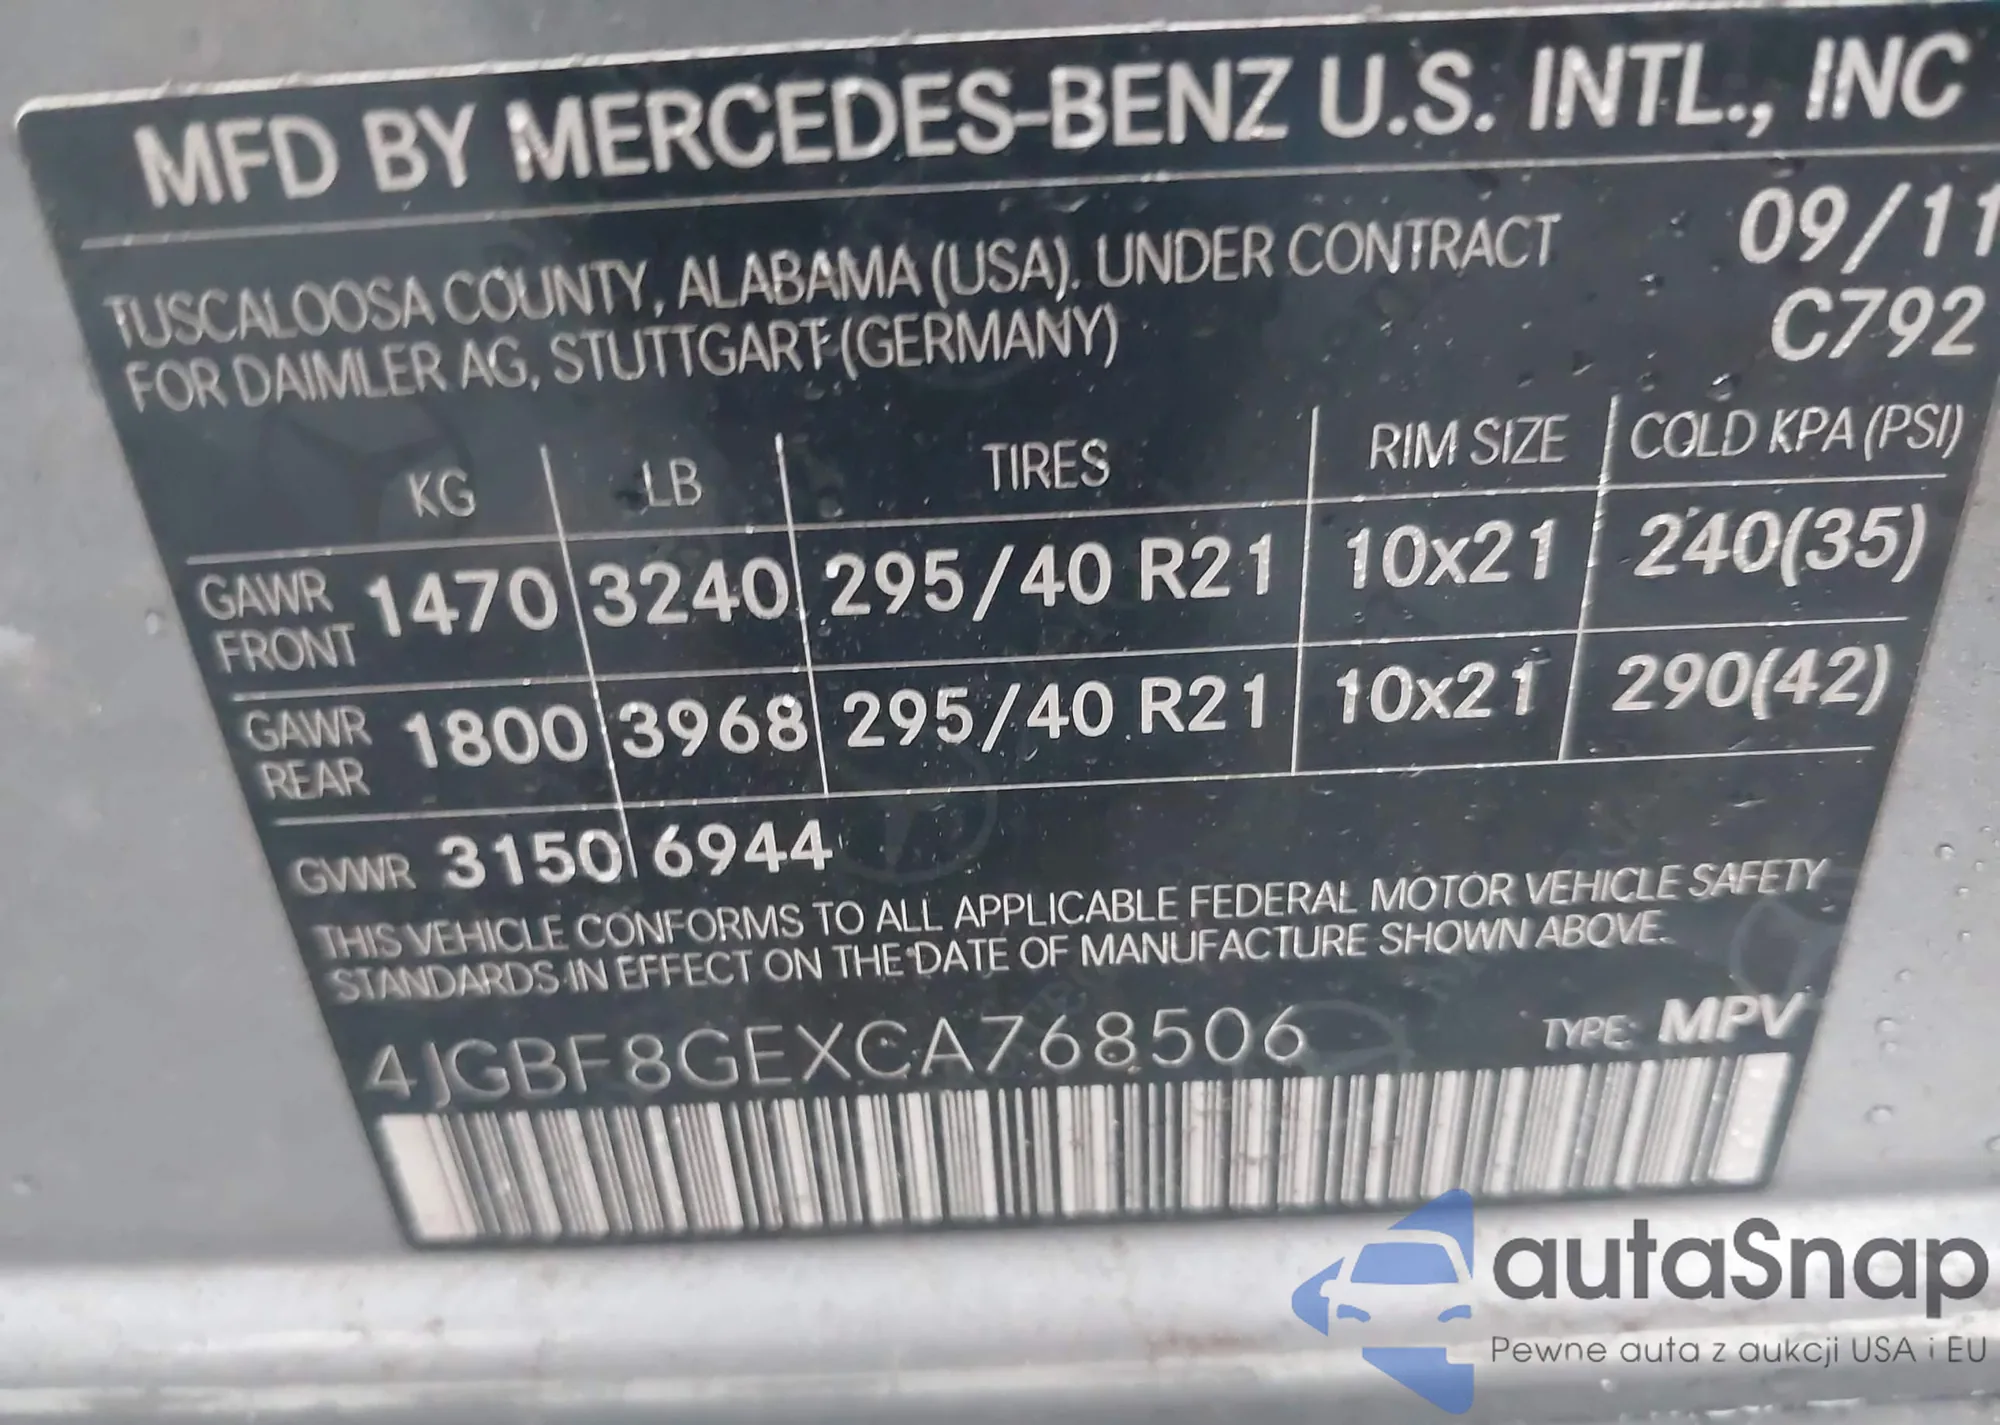 MFD BY MERCEDES-BENZ U.S. INTL., INC
TUSCALOOSA COUNTY, ALABAMA (USA). UNDER CONTRACT
FOR DAIMLER AG, STUTTGART (GERMANY)
09/11
C792
KG LB TIRES RIM SIZE COLD KPA (PSI)
GAWR FRONT 1470 3240 295/40 R21 10x21 240(35)
GAWR REAR 1800 3968 295/40 R21 10x21 290(42)
GVWR 3150 6944
THIS VEHICLE CONFORMS TO ALL APPLICABLE FEDERAL MOTOR VEHICLE SAFETY
STANDARDS IN EFFECT ON THE DATE OF MANUFACTURE SHOWN ABOVE.
4JGBF8GEXCA768506 TYPE: MPV
autaSnap
Pewne auta z aukcji USA i EU